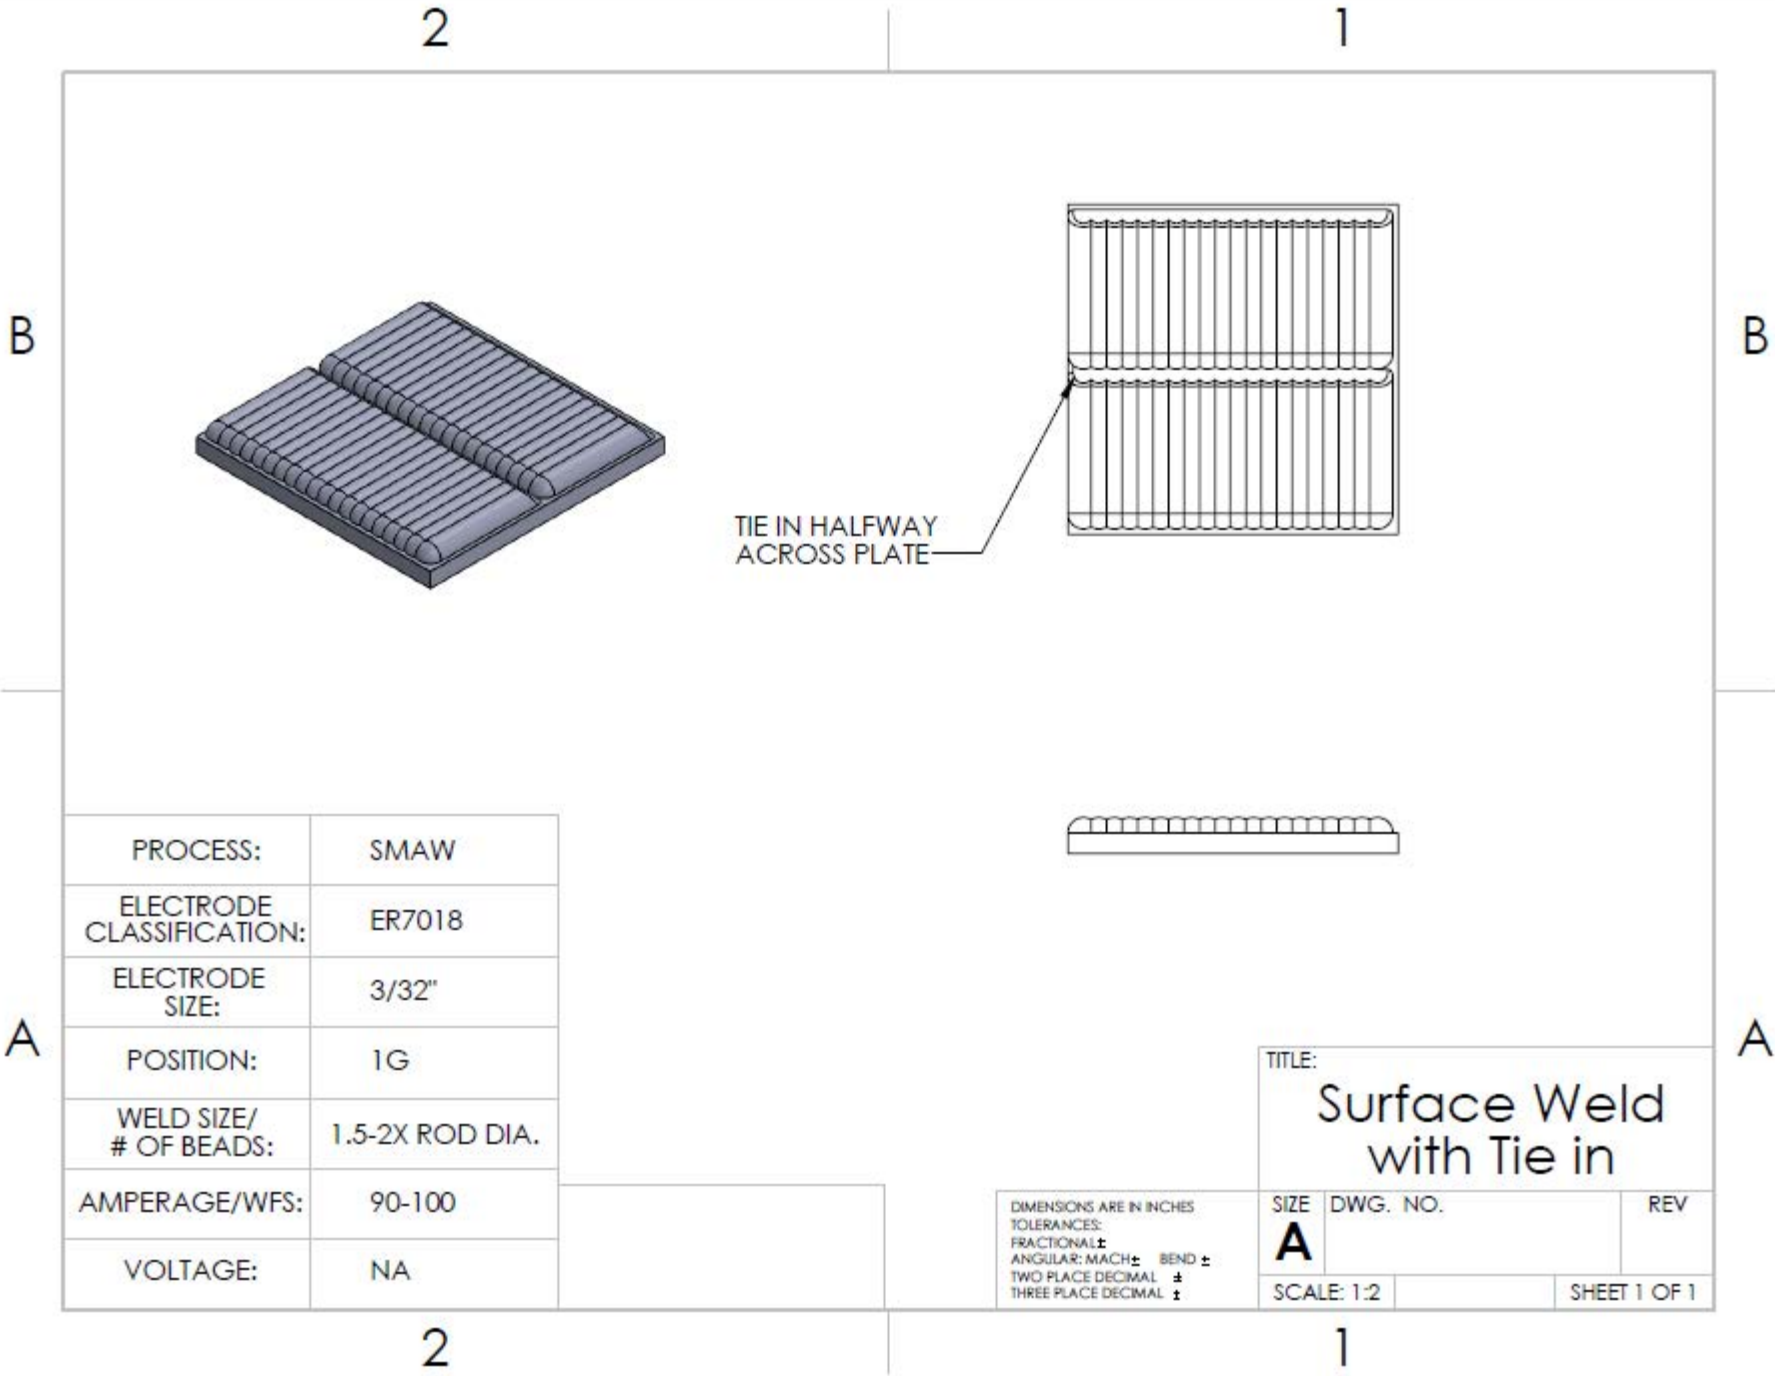 2
1
B
B
TIE IN HALFWAY
ACROSS PLATE
PROCESS:
SMAW
ELECTRODE
CLASSIFICATION:
ER7018
ELECTRODE
SIZE:
3/32"
A
A
POSITION:
1G
WELD SIZE/
# OF BEADS:
1.5-2X ROD DIA.
AMPERAGE/WFS:
90-100
VOLTAGE:
NA
DIMENSIONS ARE IN INCHES
TOLERANCES:
FRACTIONAL±
ANGULAR: MACH± BEND ±
TWO PLACE DECIMAL ±
THREE PLACE DECIMAL ±
TITLE:
Surface Weld
with Tie in
SIZE
A
DWG. NO.
REV
SCALE: 1:2
SHEET 1 OF 1
2
1